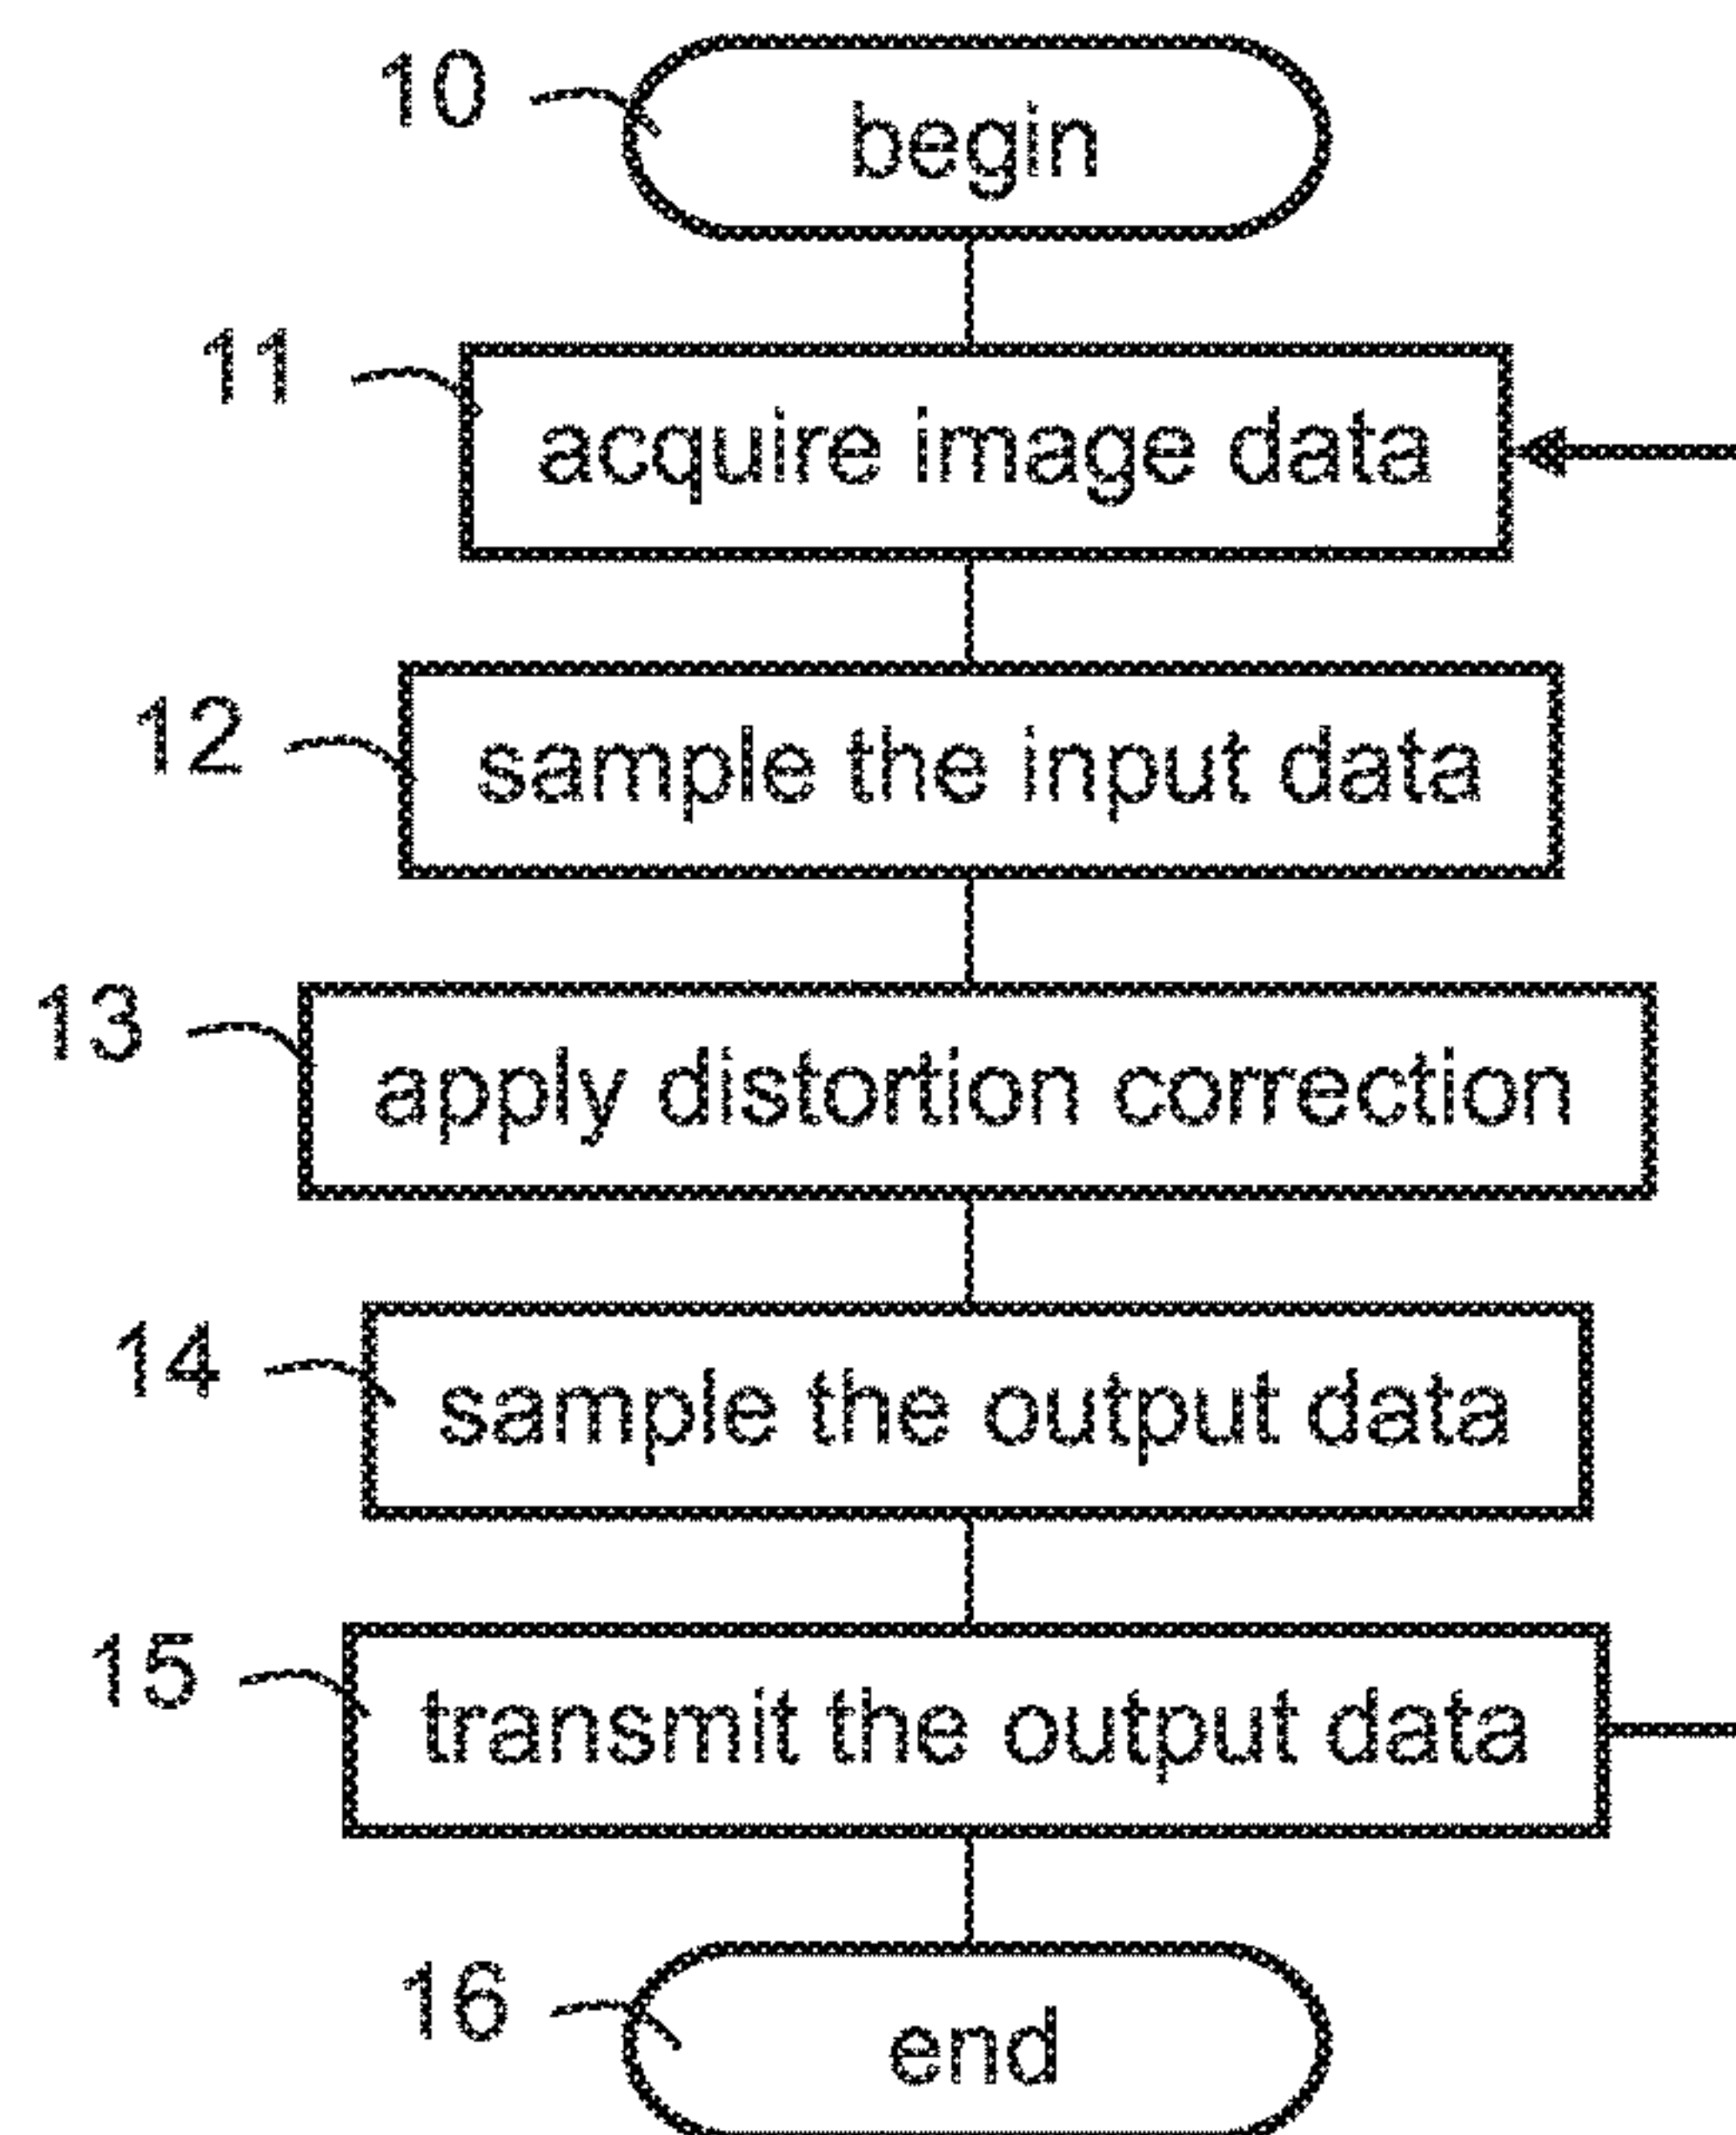 10
begin
11
acquire image data
12
sample the input data
13
apply distortion correction
14
sample the output data
15
transmit the output data
16
end